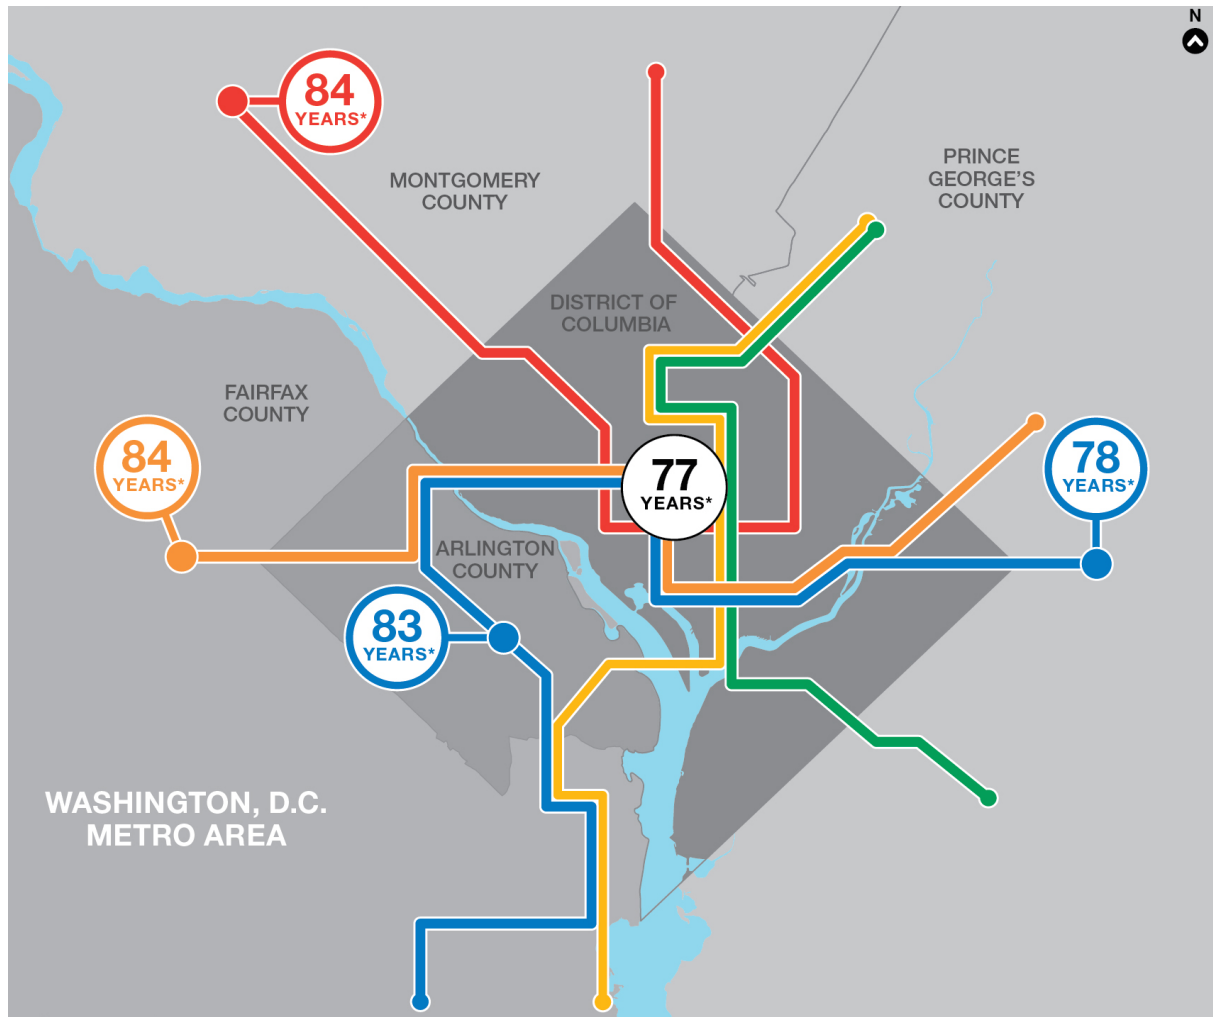 N
84
YEARS*
MONTGOMERY
COUNTY
PRINCE
GEORGE'S
COUNTY
DISTRICT OF
COLUMBIA
FAIRFAX
COUNTY
84
YEARS*
77
YEARS*
78
YEARS*
ARLINGTON
COUNTY
83
YEARS*
WASHINGTON, D.C.
METRO AREA